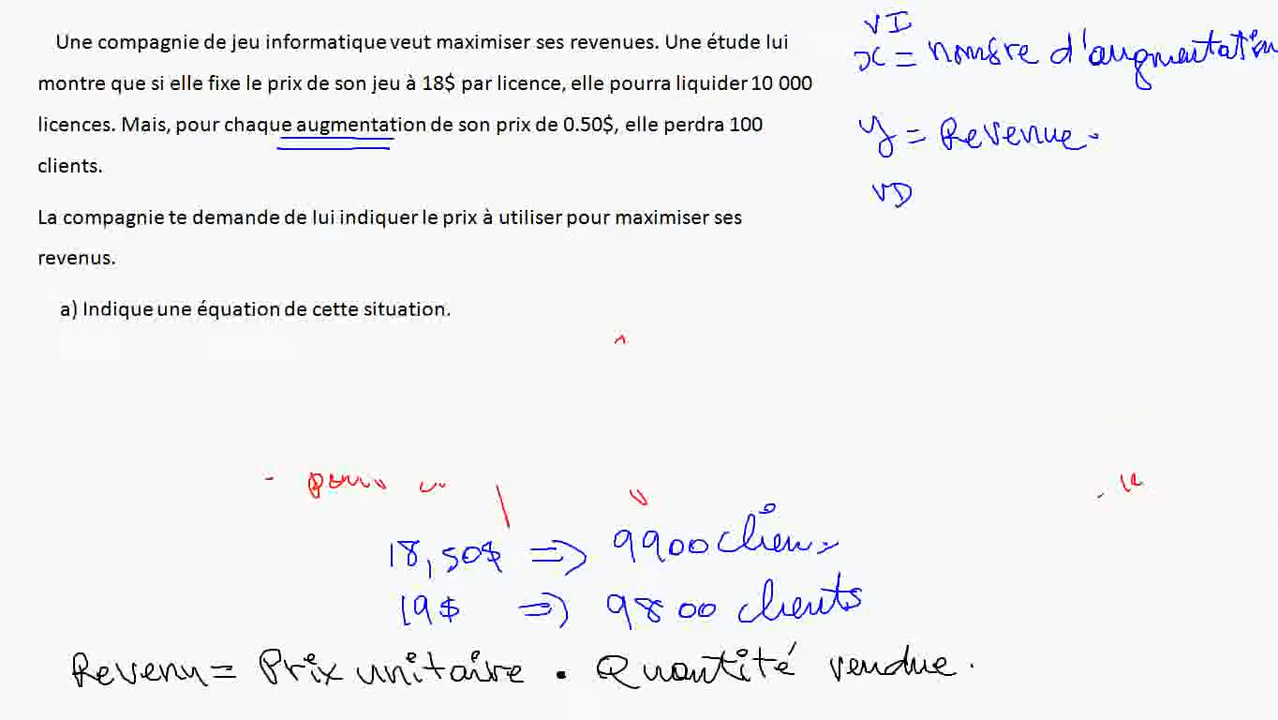 Une compagnie de jeu informatique veut maximiser ses revenues. Une étude lui
montre que si elle fixe le prix de son jeu à 18$ par licence, elle pourra liquider 10 000
licences. Mais, pour chaque augmentation de son prix de 0.50$, elle perdra 100
clients.
La compagnie te demande de lui indiquer le prix à utiliser pour maximiser ses
revenus.
a) Indique une équation de cette situation.
VI
x = nombre d'augmentation
y = Revenue.
VD
18,50$ => 9900 clients
19$ => 9800 clients
Revenu = Prix unitaire • Quantité vendue.